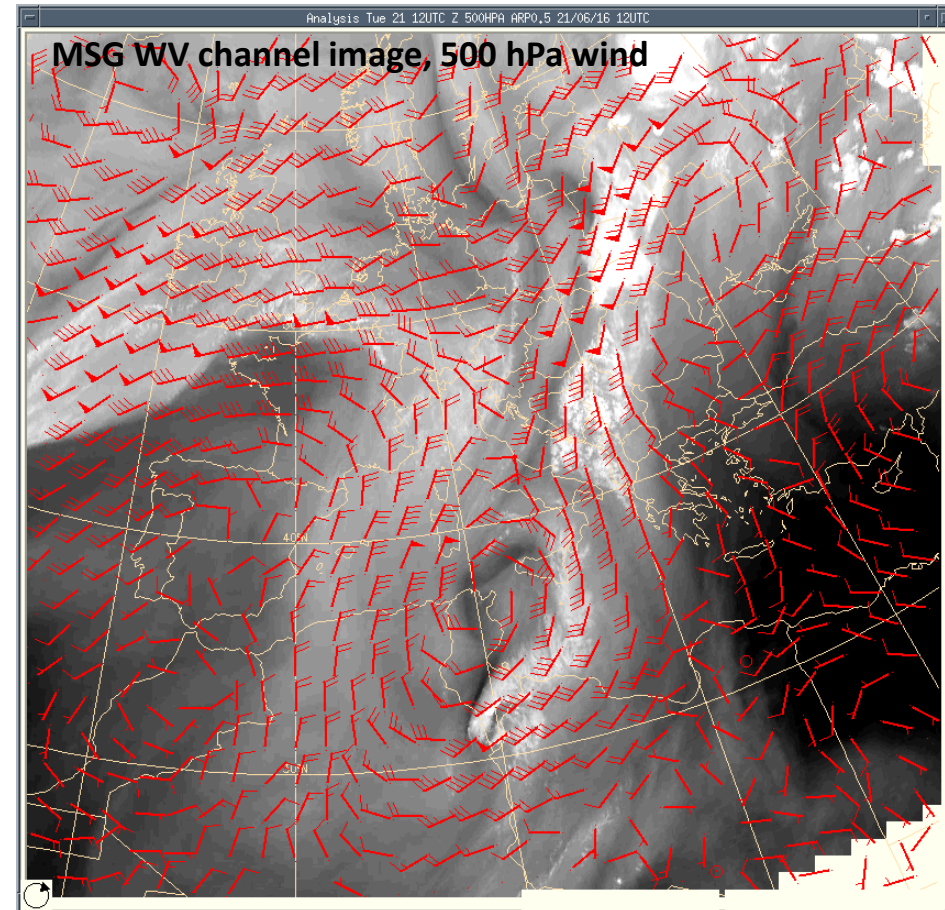 Analysis Tue 21 12UTC Z 500HPA ARP0.5 21/06/16 12UTC
MSG WV channel image, 500 hPa wind
40N
30N